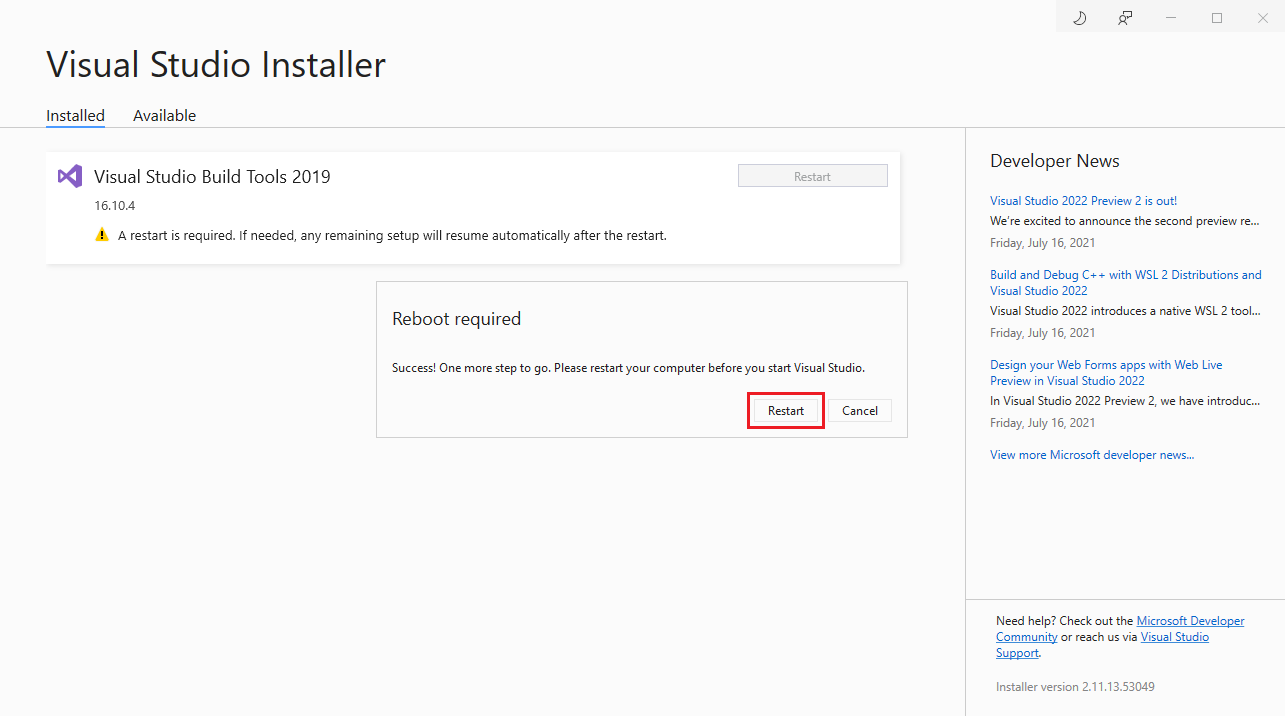 Visual Studio Installer
Installed
Available
Visual Studio Build Tools 2019
Restart
16.10.4
A restart is required. If needed, any remaining setup will resume automatically after the restart.
Reboot required
Success! One more step to go. Please restart your computer before you start Visual Studio.
Restart
Cancel
Developer News
Visual Studio 2022 Preview 2 is out!
We're excited to announce the second preview re...
Friday, July 16, 2021
Build and Debug C++ with WSL 2 Distributions and
Visual Studio 2022
Visual Studio 2022 introduces a native WSL 2 tool...
Friday, July 16, 2021
Design your Web Forms apps with Web Live
Preview in Visual Studio 2022
In Visual Studio 2022 Preview 2, we have introduc...
Friday, July 16, 2021
View more Microsoft developer news...
Need help? Check out the Microsoft Developer
Community or reach us via Visual Studio
Support.
Installer version 2.11.13.53049